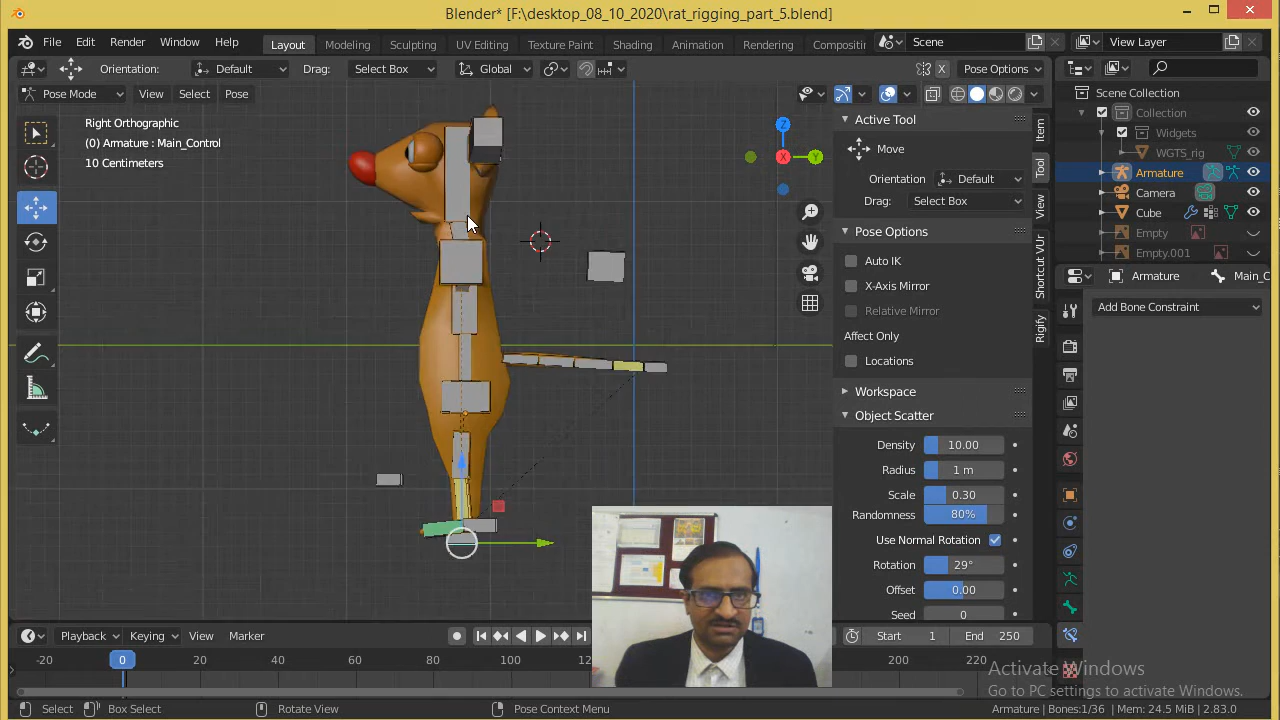 Blender* [F:\desktop_08_10_2020\rat_rigging_part_5.blend]
File Edit Render Window Help Layout Modeling Sculpting UV Editing Texture Paint Shading Animation Rendering Compositin Scene View Layer
Orientation: Default Drag: Select Box Global Pose Options
Pose Mode View Select Pose
Right Orthographic
(0) Armature : Main_Control
10 Centimeters
Z
X
Y
Active Tool
Move
Orientation Default
Drag: Select Box
Pose Options
Auto IK
X-Axis Mirror
Relative Mirror
Affect Only
Locations
Workspace
Object Scatter
Density 10.00
Radius 1 m
Scale 0.30
Randomness 80%
Use Normal Rotation
Rotation 29°
Offset 0.00
Seed 0
Item
Tool
View
Shortcut VUr
Rigify
Scene Collection
Collection
Widgets
WGTS_rig
Armature
Camera
Cube
Empty
Empty.001
Armature Main_C
Add Bone Constraint
Playback Keying View Marker Start 1 End 250
-20 0 20 40 60 80 100 200 220
Activate Windows
Go to PC settings to activate Windows.
Select Box Select Rotate View Pose Context Menu Armature | Bones:1/36 | Mem: 24.5 MiB | 2.83.0